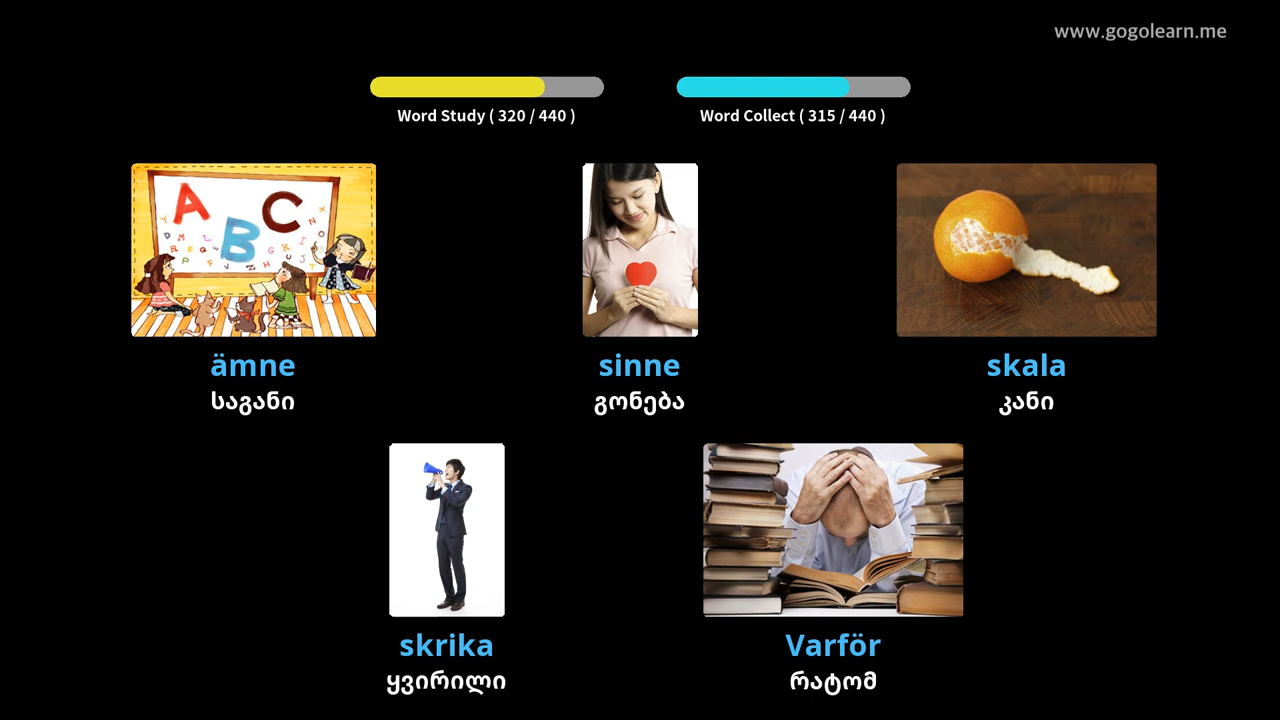 www.gogolearn.me
Word Study ( 320 / 440 )
Word Collect ( 315 / 440 )
A B C
ämne
საგანი
sinne
გონება
skala
კანი
skrika
ყვირილი
Varför
რატომ